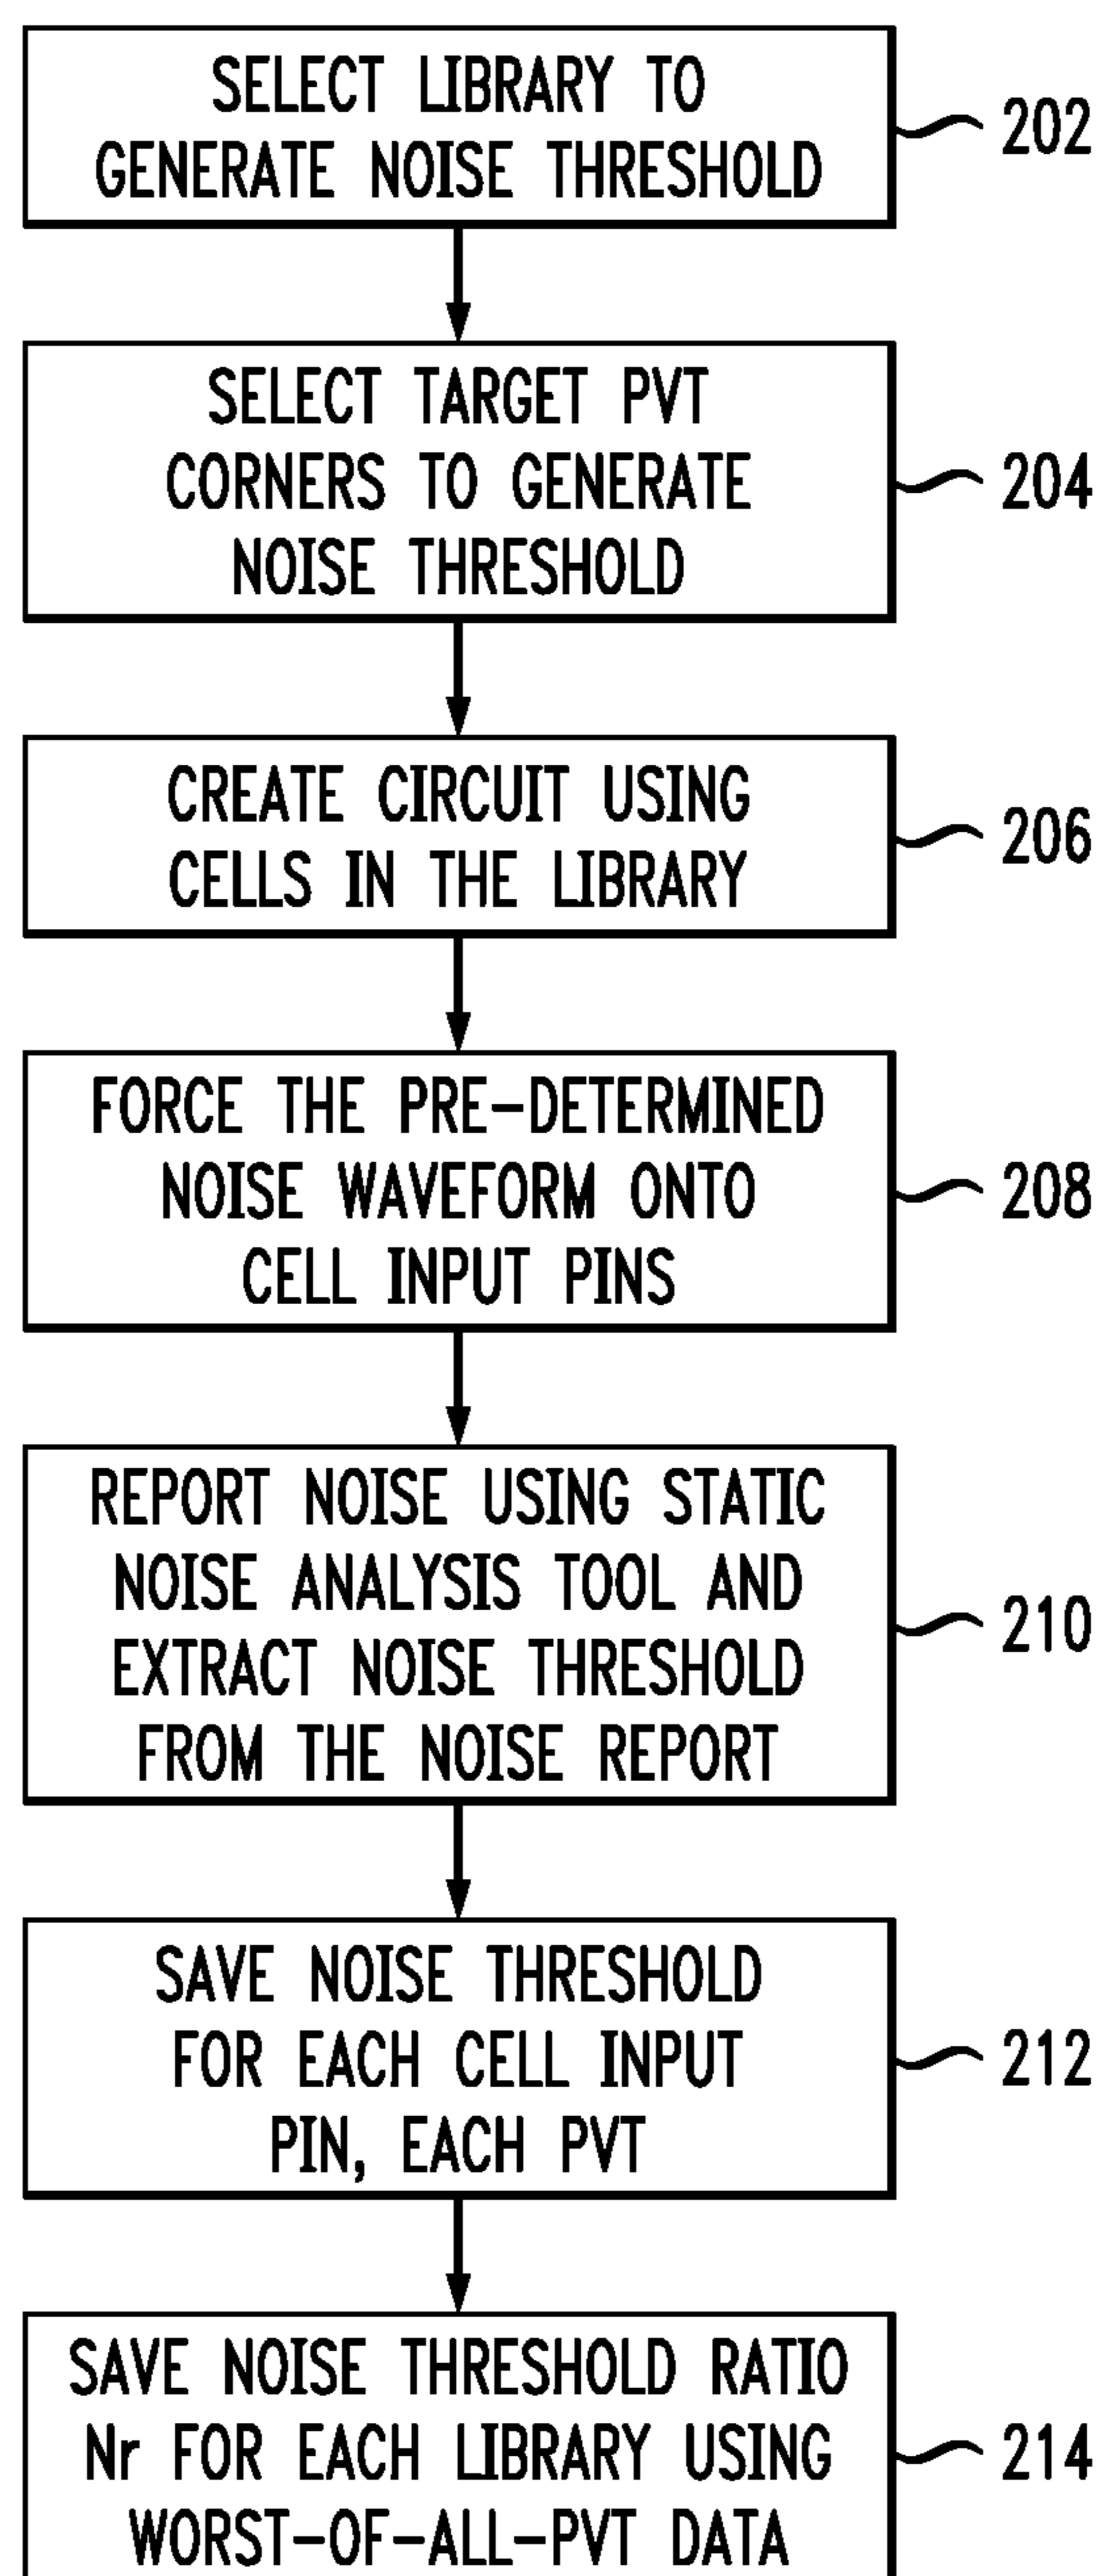 SELECT LIBRARY TO
GENERATE NOISE THRESHOLD
202
SELECT TARGET PVT
CORNERS TO GENERATE
NOISE THRESHOLD
204
CREATE CIRCUIT USING
CELLS IN THE LIBRARY
206
FORCE THE PRE-DETERMINED
NOISE WAVEFORM ONTO
CELL INPUT PINS
208
REPORT NOISE USING STATIC
NOISE ANALYSIS TOOL AND
EXTRACT NOISE THRESHOLD
FROM THE NOISE REPORT
210
SAVE NOISE THRESHOLD
FOR EACH CELL INPUT
PIN, EACH PVT
212
SAVE NOISE THRESHOLD RATIO
Nr FOR EACH LIBRARY USING
WORST-OF-ALL-PVT DATA
214